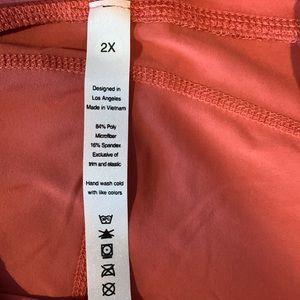 2X
Designed in
Los Angeles
Made in Vietnam
84% Poly
Microfiber
16% Spandex
Exclusive of
trim and elastic
Hand wash cold
with like colors